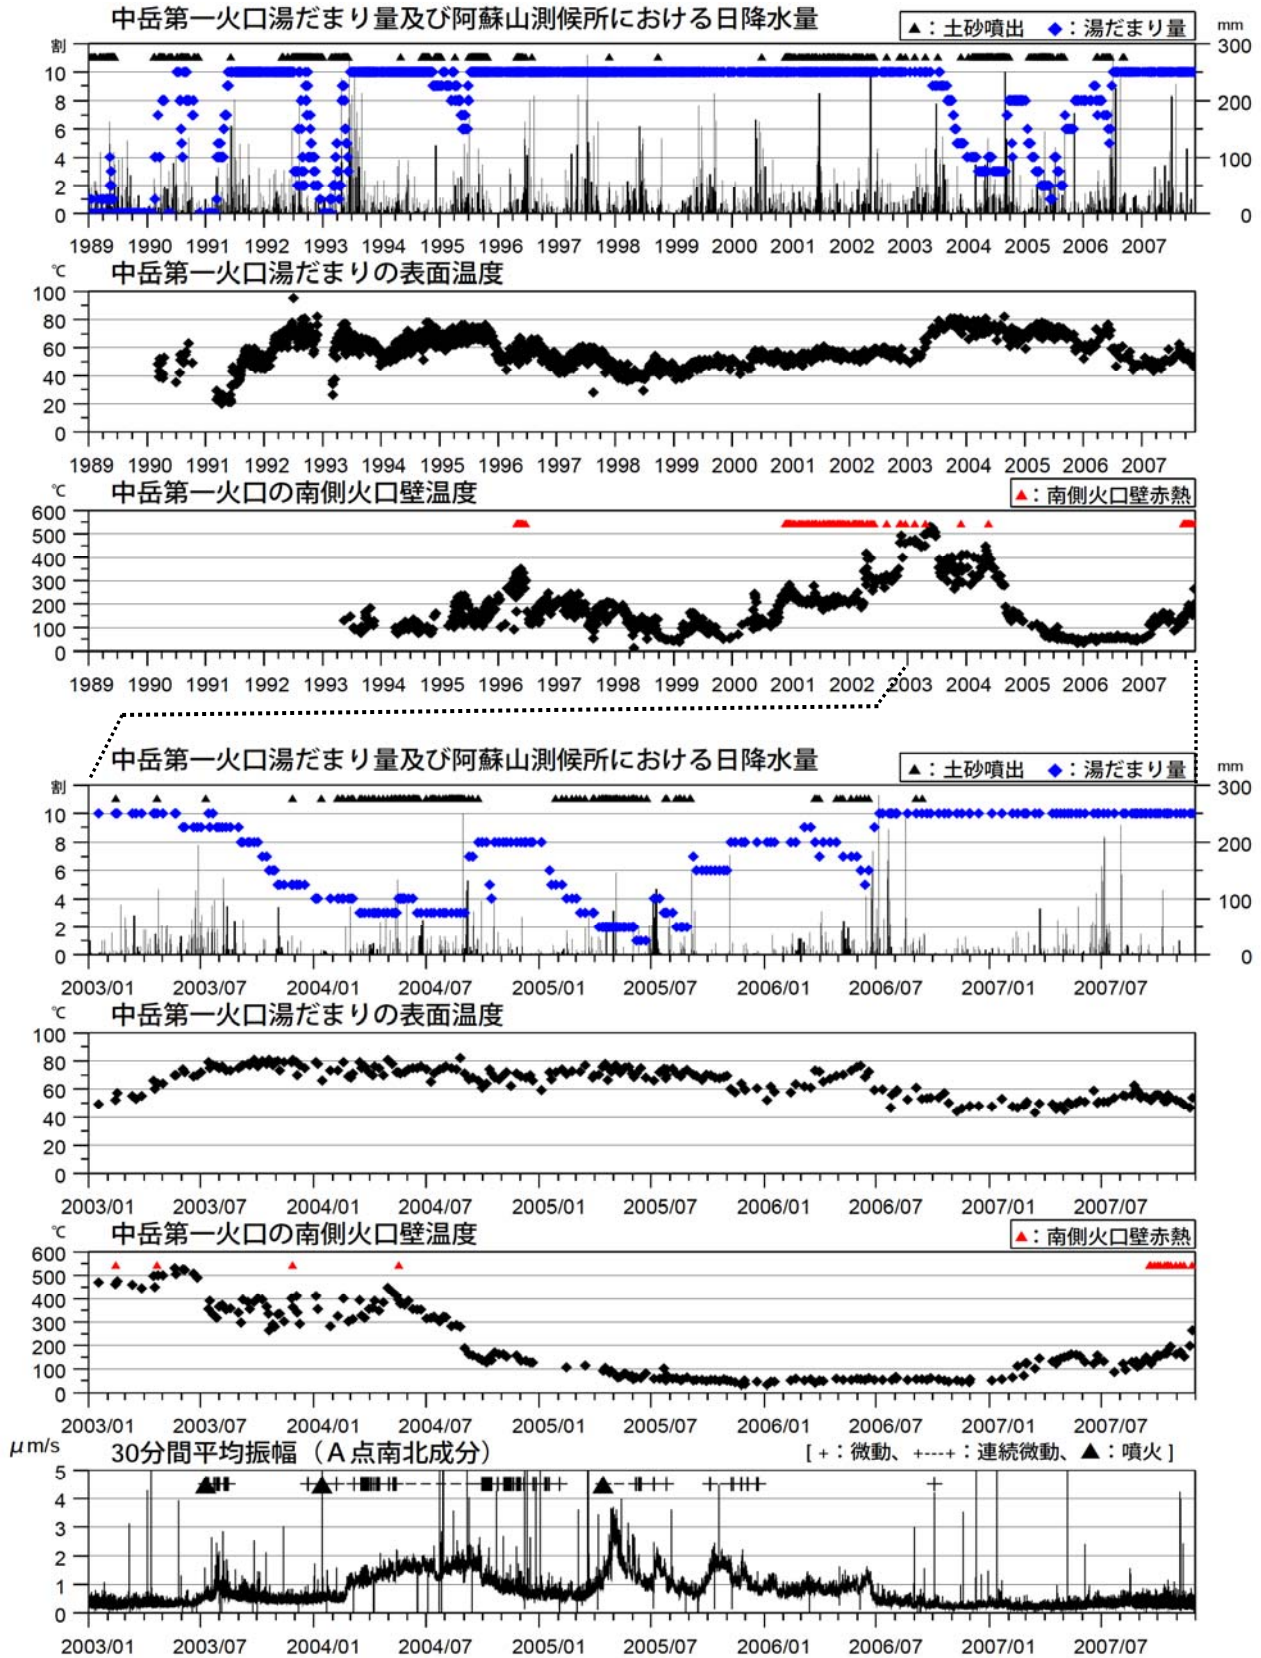 中岳第一火口湯だまり量及び阿蘇山測候所における日降水量
▲：土砂噴出 ◆：湯だまり量
割
mm
10
8
6
4
2
0
300
200
100
0
1989 1990 1991 1992 1993 1994 1995 1996 1997 1998 1999 2000 2001 2002 2003 2004 2005 2006 2007
℃
中岳第一火口湯だまりの表面温度
100
80
60
40
20
0
1989 1990 1991 1992 1993 1994 1995 1996 1997 1998 1999 2000 2001 2002 2003 2004 2005 2006 2007
℃
中岳第一火口の南側火口壁温度
▲：南側火口壁赤熱
600
500
400
300
200
100
0
1989 1990 1991 1992 1993 1994 1995 1996 1997 1998 1999 2000 2001 2002 2003 2004 2005 2006 2007
中岳第一火口湯だまり量及び阿蘇山測候所における日降水量
▲：土砂噴出 ◆：湯だまり量
割
mm
10
8
6
4
2
0
300
200
100
0
2003/01 2003/07 2004/01 2004/07 2005/01 2005/07 2006/01 2006/07 2007/01 2007/07
℃
中岳第一火口湯だまりの表面温度
100
80
60
40
20
0
2003/01 2003/07 2004/01 2004/07 2005/01 2005/07 2006/01 2006/07 2007/01 2007/07
℃
中岳第一火口の南側火口壁温度
▲：南側火口壁赤熱
600
500
400
300
200
100
0
2003/01 2003/07 2004/01 2004/07 2005/01 2005/07 2006/01 2006/07 2007/01 2007/07
μm/s
30分間平均振幅（A点南北成分）
[ +：微動、+---+：連続微動、▲：噴火 ]
5
4
3
2
1
0
2003/01 2003/07 2004/01 2004/07 2005/01 2005/07 2006/01 2006/07 2007/01 2007/07